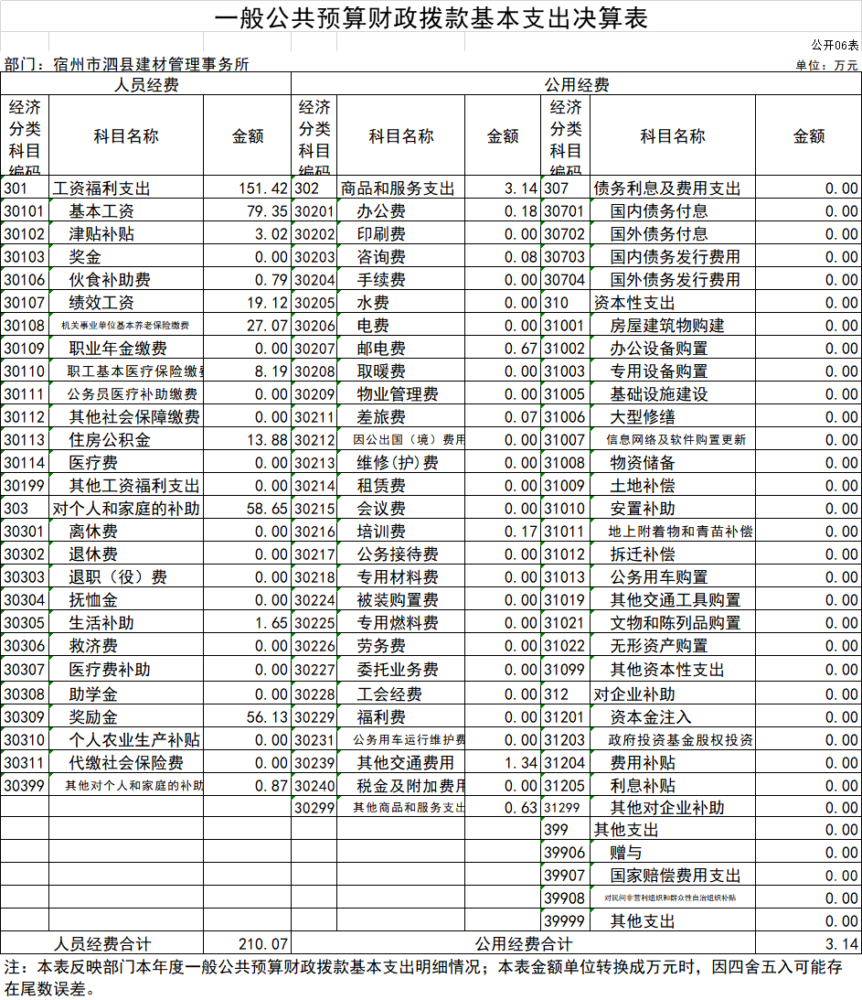 一般公共预算财政拨款基本支出决算表
公开06表
部门：宿州市泗县建材管理事务所 单位：万元
人员经费 公用经费
经济分类科目编码 科目名称 金额 经济分类科目编码 科目名称 金额 经济分类科目编码 科目名称 金额
301 工资福利支出 151.42 302 商品和服务支出 3.14 307 债务利息及费用支出 0.00
30101 基本工资 79.35 30201 办公费 0.18 30701 国内债务付息 0.00
30102 津贴补贴 3.02 30202 印刷费 0.00 30702 国外债务付息 0.00
30103 奖金 0.00 30203 咨询费 0.08 30703 国内债务发行费用 0.00
30106 伙食补助费 0.79 30204 手续费 0.00 30704 国外债务发行费用 0.00
30107 绩效工资 19.12 30205 水费 0.00 310 资本性支出 0.00
30108 机关事业单位基本养老保险缴费 27.07 30206 电费 0.00 31001 房屋建筑物购建 0.00
30109 职业年金缴费 0.00 30207 邮电费 0.67 31002 办公设备购置 0.00
30110 职工基本医疗保险缴费 8.19 30208 取暖费 0.00 31003 专用设备购置 0.00
30111 公务员医疗补助缴费 0.00 30209 物业管理费 0.00 31005 基础设施建设 0.00
30112 其他社会保障缴费 0.00 30211 差旅费 0.07 31006 大型修缮 0.00
30113 住房公积金 13.88 30212 因公出国（境）费用 0.00 31007 信息网络及软件购置更新 0.00
30114 医疗费 0.00 30213 维修(护)费 0.00 31008 物资储备 0.00
30199 其他工资福利支出 0.00 30214 租赁费 0.00 31009 土地补偿 0.00
303 对个人和家庭的补助 58.65 30215 会议费 0.00 31010 安置补助 0.00
30301 离休费 0.00 30216 培训费 0.17 31011 地上附着物和青苗补偿 0.00
30302 退休费 0.00 30217 公务接待费 0.00 31012 拆迁补偿 0.00
30303 退职（役）费 0.00 30218 专用材料费 0.00 31013 公务用车购置 0.00
30304 抚恤金 0.00 30224 被装购置费 0.00 31019 其他交通工具购置 0.00
30305 生活补助 1.65 30225 专用燃料费 0.00 31021 文物和陈列品购置 0.00
30306 救济费 0.00 30226 劳务费 0.00 31022 无形资产购置 0.00
30307 医疗费补助 0.00 30227 委托业务费 0.00 31099 其他资本性支出 0.00
30308 助学金 0.00 30228 工会经费 0.00 312 对企业补助 0.00
30309 奖励金 56.13 30229 福利费 0.00 31201 资本金注入 0.00
30310 个人农业生产补贴 0.00 30231 公务用车运行维护费 0.00 31203 政府投资基金股权投资 0.00
30311 代缴社会保险费 0.00 30239 其他交通费用 1.34 31204 费用补贴 0.00
30399 其他对个人和家庭的补助 0.87 30240 税金及附加费用 0.00 31205 利息补贴 0.00
30299 其他商品和服务支出 0.63 31299 其他对企业补助 0.00
399 其他支出 0.00
39906 赠与 0.00
39907 国家赔偿费用支出 0.00
39908 对民间非营利组织和群众性自治组织补贴 0.00
39999 其他支出 0.00
人员经费合计 210.07 公用经费合计 3.14
注：本表反映部门本年度一般公共预算财政拨款基本支出明细情况；本表金额单位转换成万元时，因四舍五入可能存
在尾数误差。